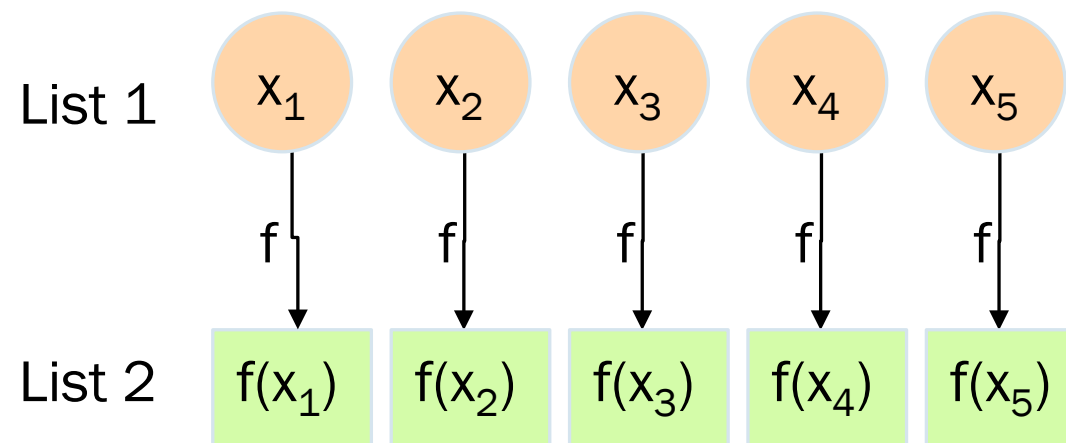 List 1 x₁ x₂ x₃ x₄ x₅
f f f f f
List 2 f(x₁) f(x₂) f(x₃) f(x₄) f(x₅)